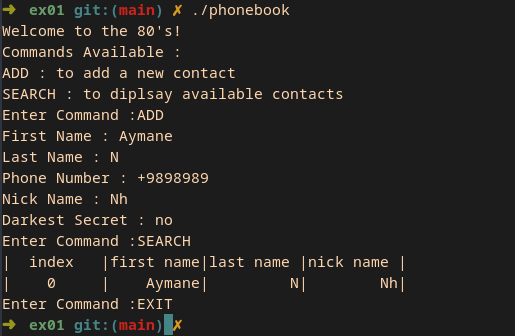 ➜  ex01 git:(main) ✗ ./phonebook
Welcome to the 80's!
Commands Available :
ADD : to add a new contact
SEARCH : to diplsay available contacts
Enter Command :ADD
First Name : Aymane
Last Name : N
Phone Number : +9898989
Nick Name : Nh
Darkest Secret : no
Enter Command :SEARCH
|  index   |first name|last name |nick name |
|    0     |    Aymane|         N|        Nh|
Enter Command :EXIT
➜  ex01 git:(main) ✗